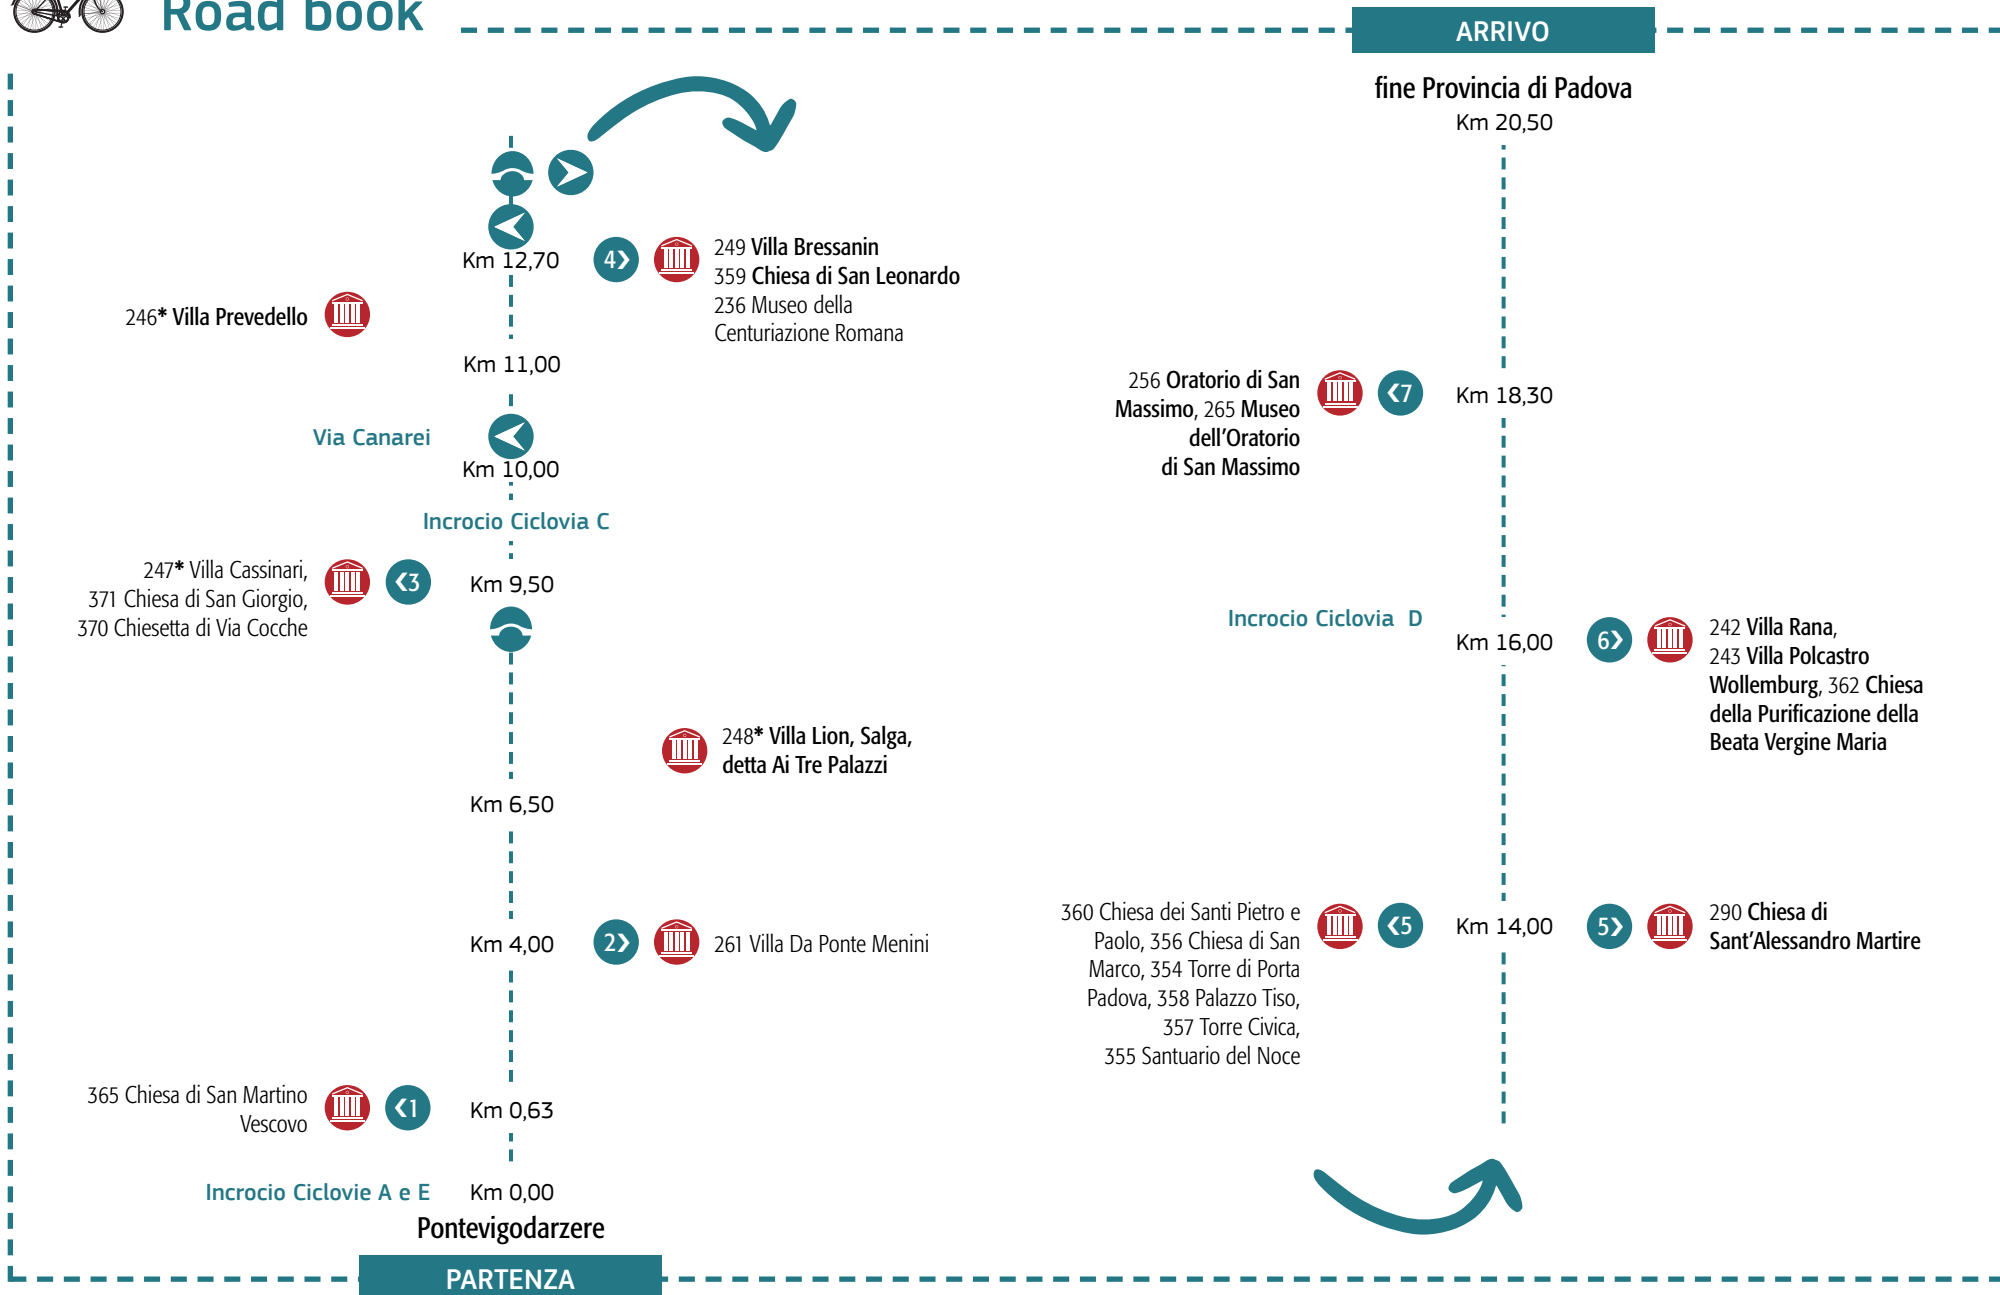 Road book
ARRIVO
fine Provincia di Padova
Km 20,50
Km 12,70
4
249 Villa Bressanin
359 Chiesa di San Leonardo
236 Museo della
Centuriazione Romana
246* Villa Prevedello
Km 11,00
Via Canarei
Km 10,00
Incrocio Ciclovia C
247* Villa Cassinari,
371 Chiesa di San Giorgio,
370 Chiesetta di Via Cocche
3
Km 9,50
248* Villa Lion, Salga,
detta Ai Tre Palazzi
Km 6,50
Km 4,00
2
261 Villa Da Ponte Menini
365 Chiesa di San Martino
Vescovo
1
Km 0,63
Incrocio Ciclovie A e E
Km 0,00
Pontevigodarzere
PARTENZA
256 Oratorio di San
Massimo, 265 Museo
dell'Oratorio
di San Massimo
7
Km 18,30
Incrocio Ciclovia D
Km 16,00
6
242 Villa Rana,
243 Villa Polcastro
Wollemburg, 362 Chiesa
della Purificazione della
Beata Vergine Maria
360 Chiesa dei Santi Pietro e
Paolo, 356 Chiesa di San
Marco, 354 Torre di Porta
Padova, 358 Palazzo Tiso,
357 Torre Civica,
355 Santuario del Noce
5
Km 14,00
5
290 Chiesa di
Sant'Alessandro Martire